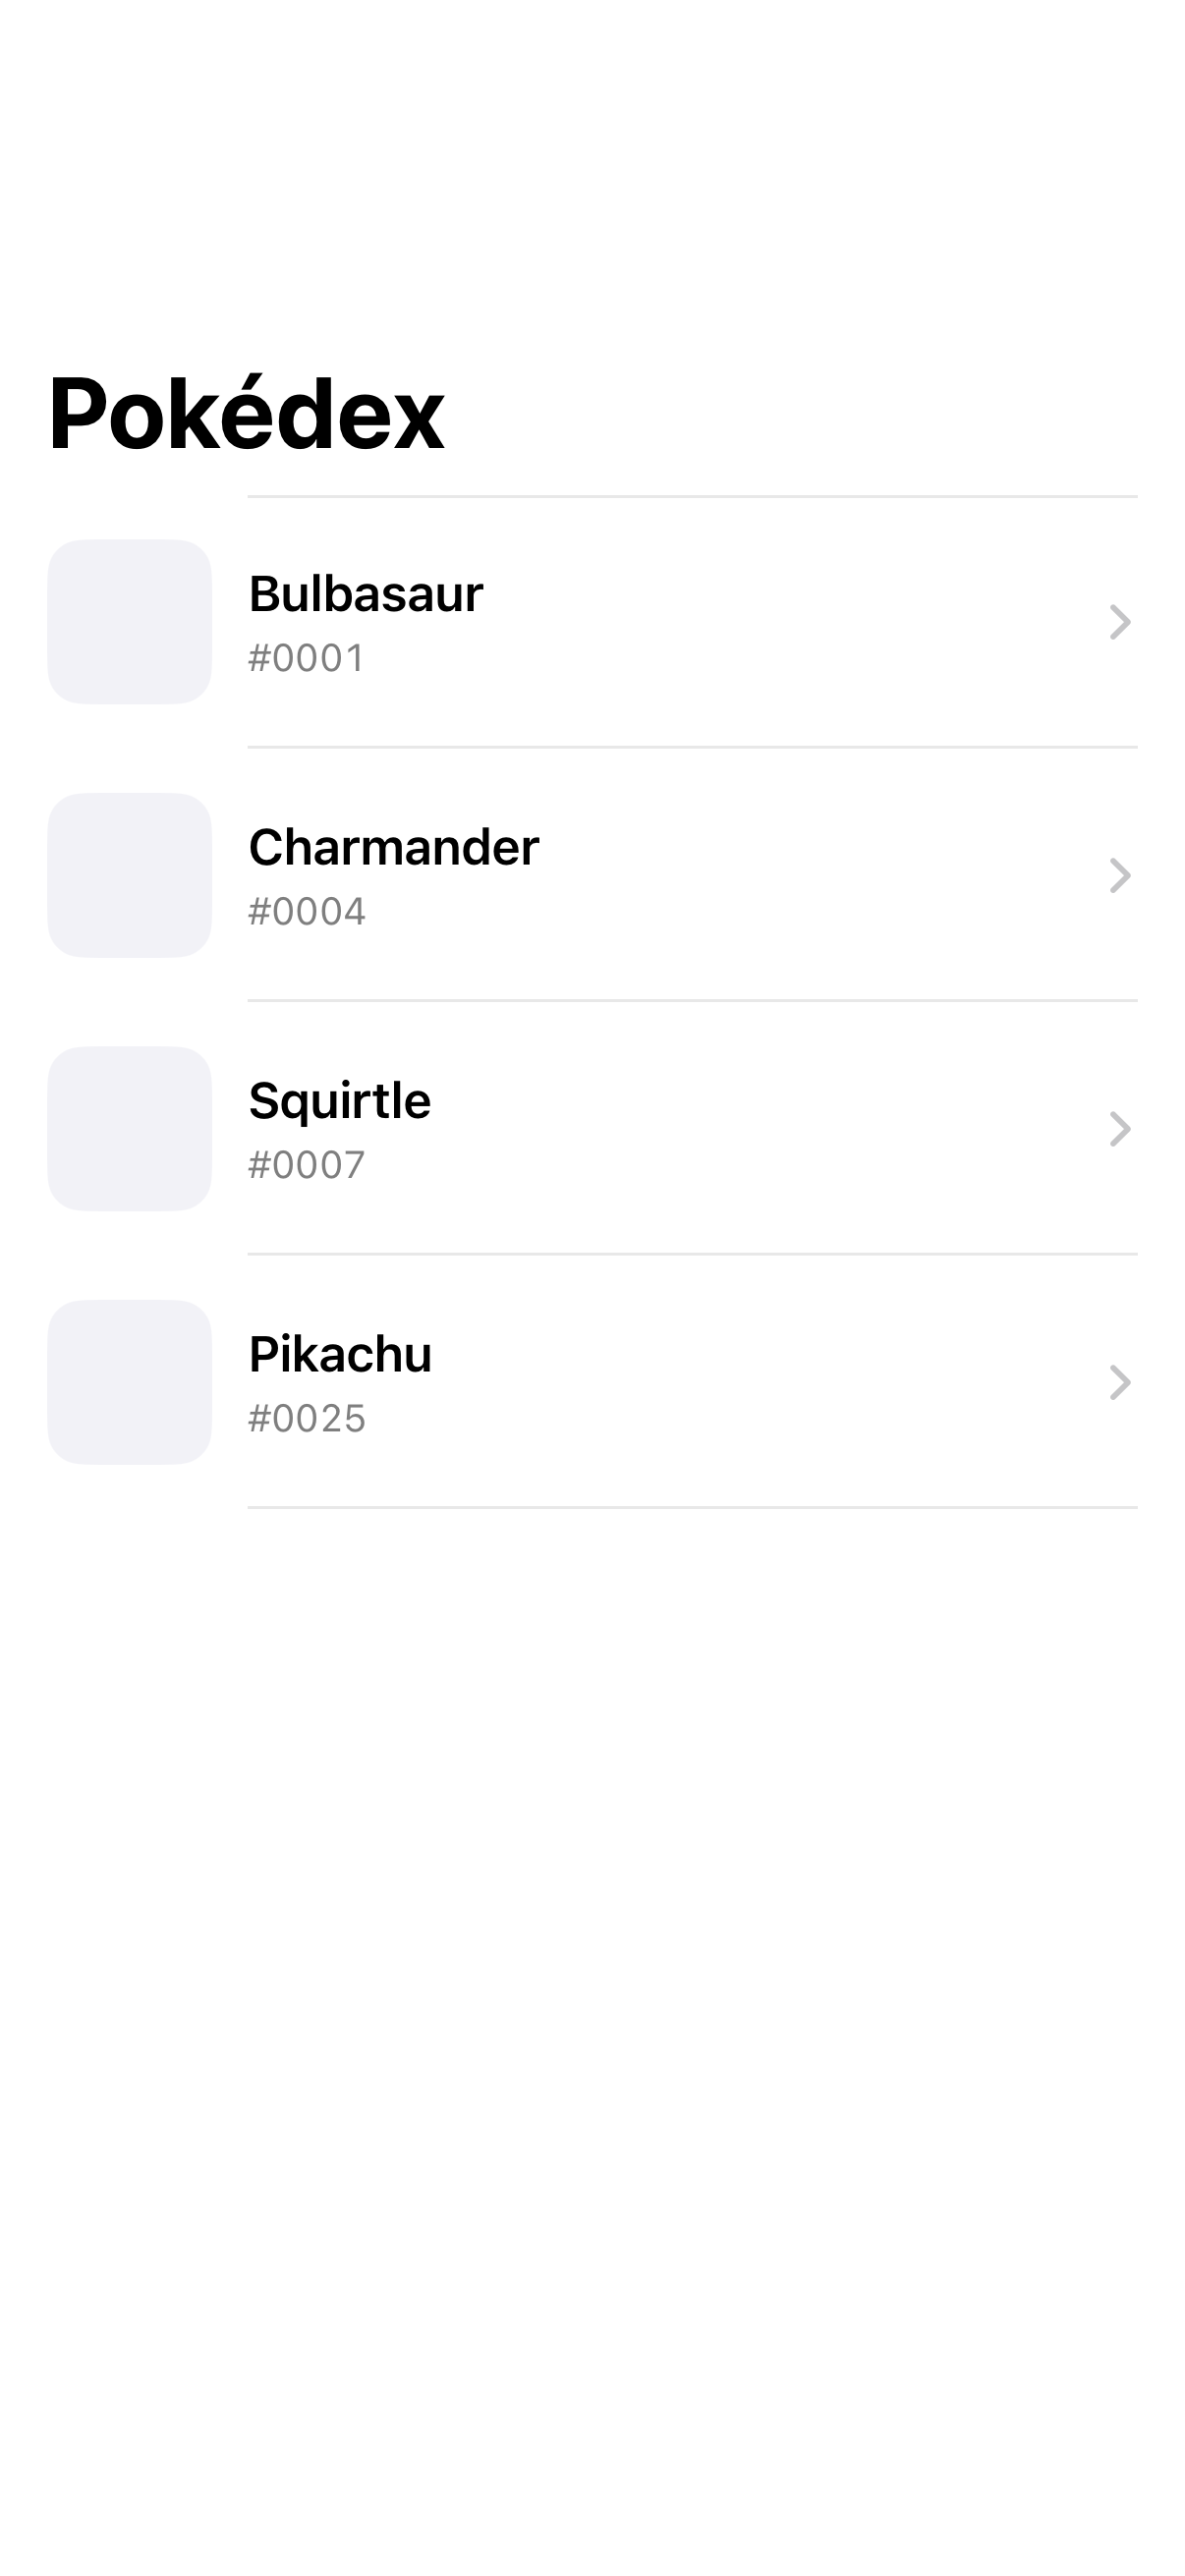 Pokédex
Bulbasaur
#0001
Charmander
#0004
Squirtle
#0007
Pikachu
#0025